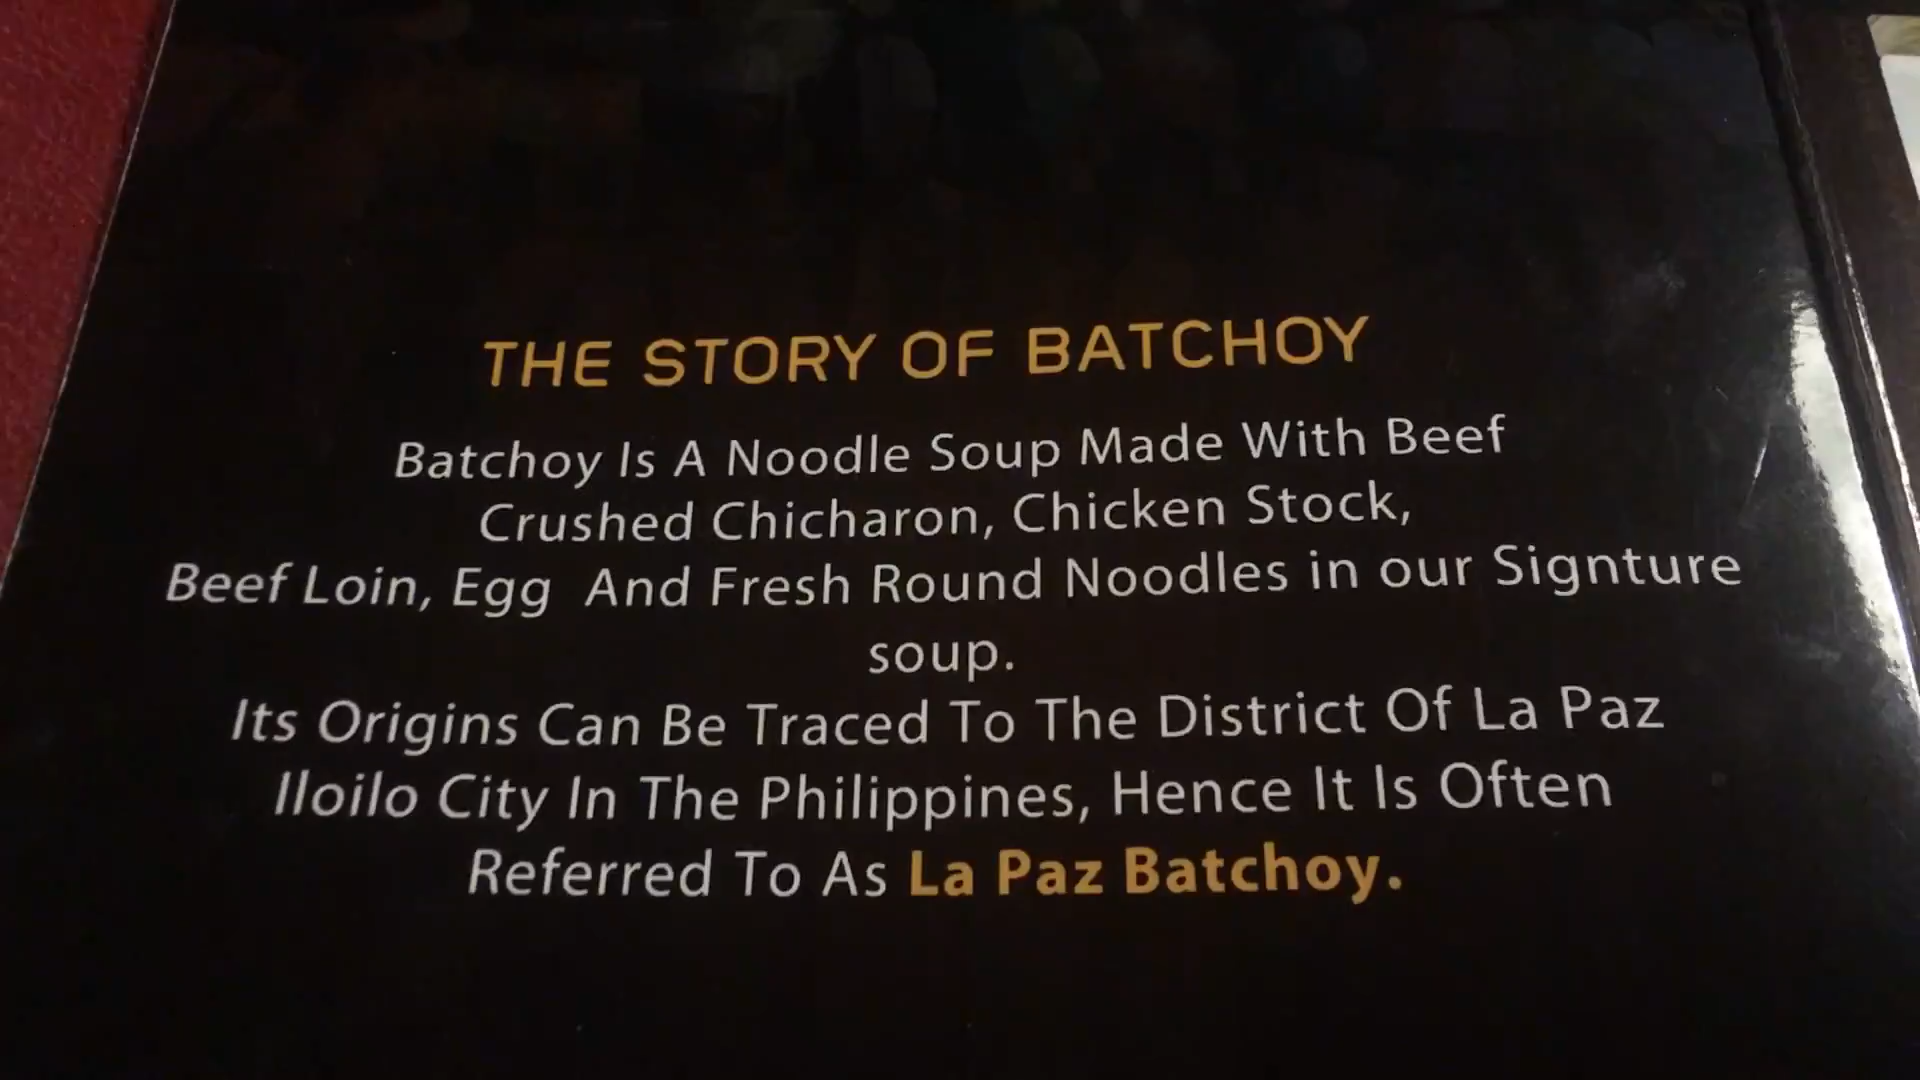 THE STORY OF BATCHOY
Batchoy Is A Noodle Soup Made With Beef
Crushed Chicharon, Chicken Stock,
Beef Loin, Egg And Fresh Round Noodles in our Signture
soup.
Its Origins Can Be Traced To The District Of La Paz
Iloilo City In The Philippines, Hence It Is Often
Referred To As La Paz Batchoy.